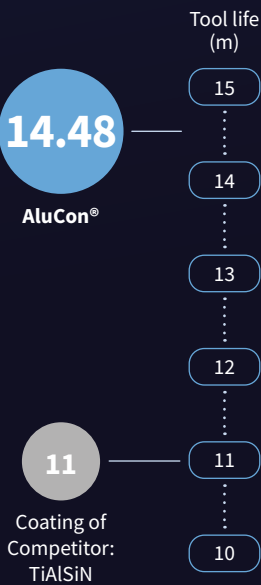 Tool life
(m)
15
14.48
14
AluCon®
13
12
11
11
Coating of
Competitor:
TiAlSiN
10